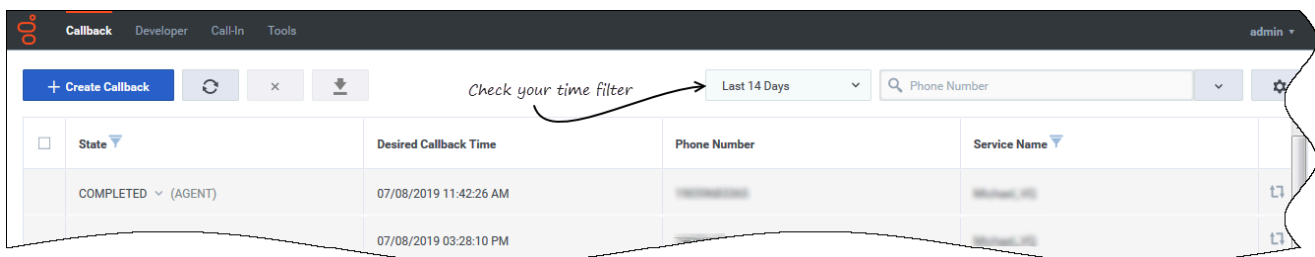 Callback Developer Call-In Tools admin
+ Create Callback
Check your time filter
Last 14 Days
Phone Number
State Desired Callback Time Phone Number Service Name
COMPLETED (AGENT) 07/08/2019 11:42:26 AM
07/08/2019 03:28:10 PM